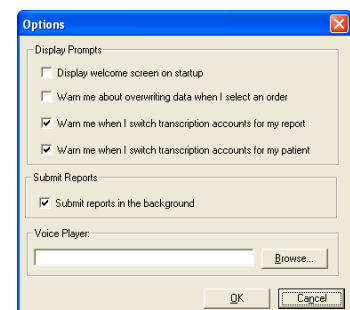 Options
Display Prompts
Display welcome screen on startup
Warn me about overwriting data when I select an order
Warn me when I switch transcription accounts for my report
Warn me when I switch transcription accounts for my patient
Submit Reports
Submit reports in the background
Voice Player:
Browse...
OK Cancel